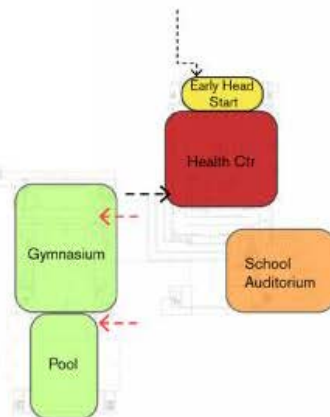 Early Head
Start
Health Ctr
Gymnasium
School
Auditorium
Pool